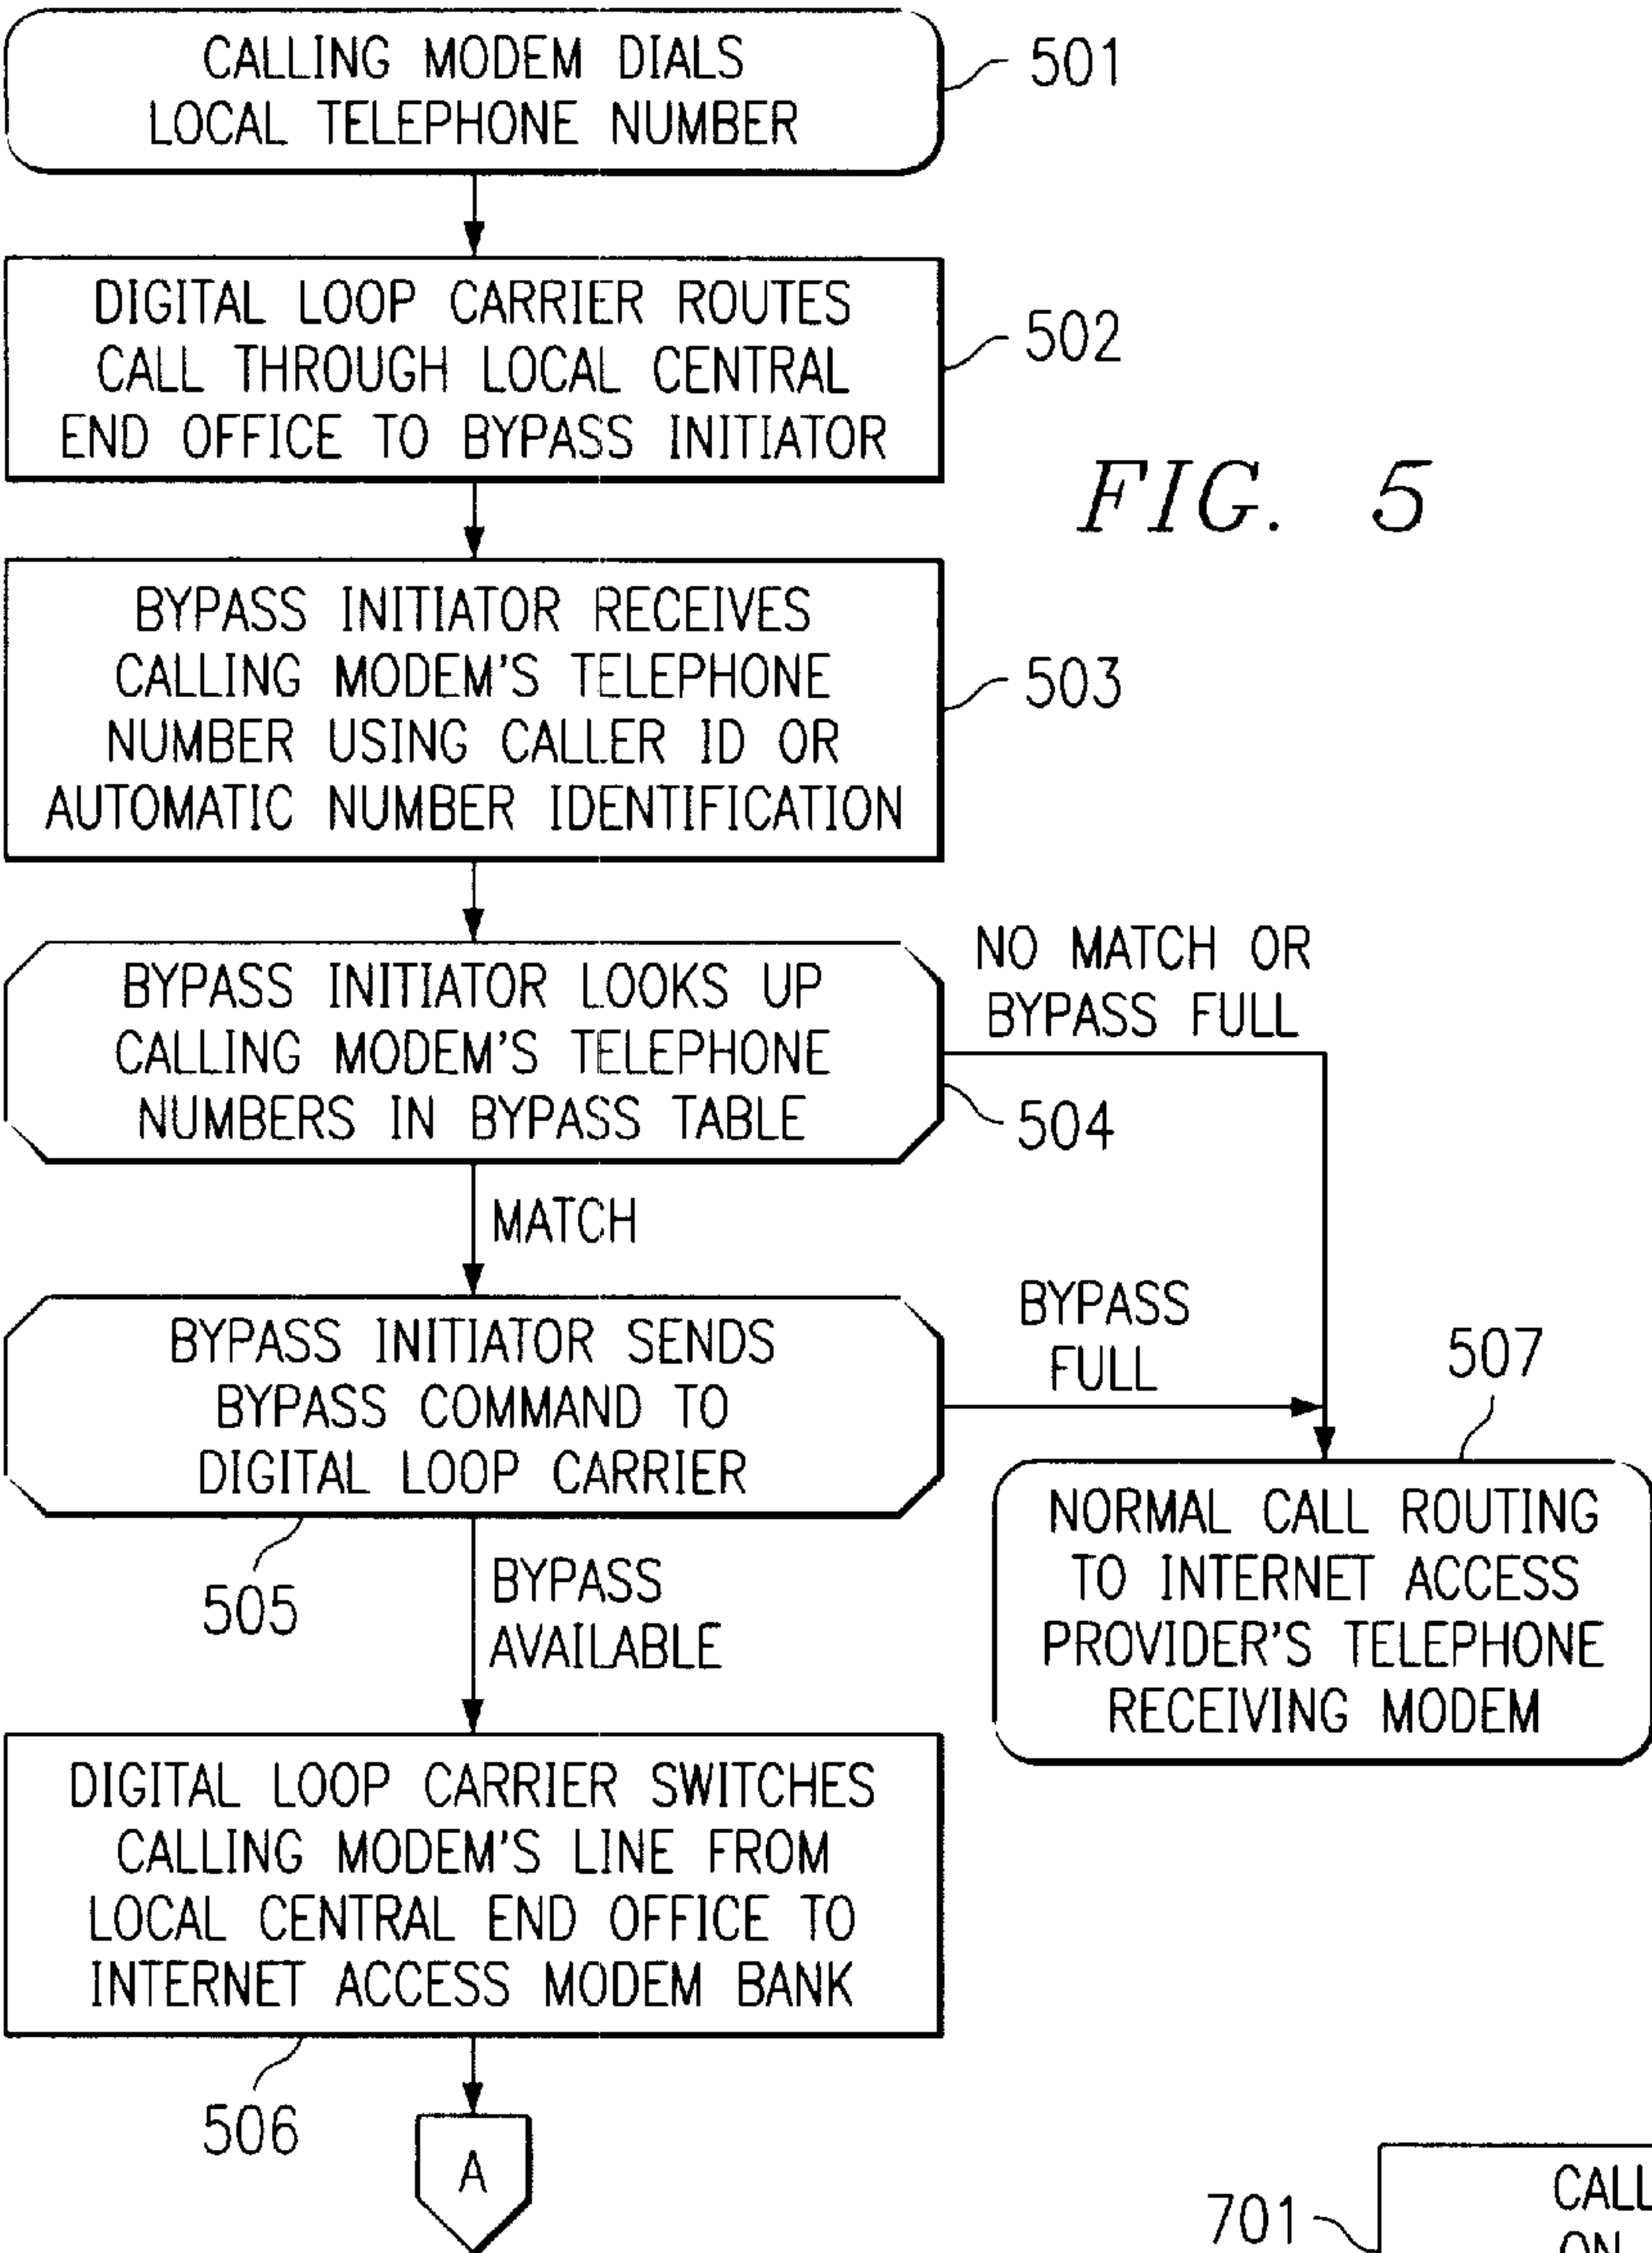 CALLING MODEM DIALS
LOCAL TELEPHONE NUMBER
501
DIGITAL LOOP CARRIER ROUTES
CALL THROUGH LOCAL CENTRAL
END OFFICE TO BYPASS INITIATOR
502
FIG. 5
BYPASS INITIATOR RECEIVES
CALLING MODEM'S TELEPHONE
NUMBER USING CALLER ID OR
AUTOMATIC NUMBER IDENTIFICATION
503
BYPASS INITIATOR LOOKS UP
CALLING MODEM'S TELEPHONE
NUMBERS IN BYPASS TABLE
504
NO MATCH OR
BYPASS FULL
MATCH
BYPASS INITIATOR SENDS
BYPASS COMMAND TO
DIGITAL LOOP CARRIER
505
BYPASS
FULL
507
NORMAL CALL ROUTING
TO INTERNET ACCESS
PROVIDER'S TELEPHONE
RECEIVING MODEM
BYPASS
AVAILABLE
DIGITAL LOOP CARRIER SWITCHES
CALLING MODEM'S LINE FROM
LOCAL CENTRAL END OFFICE TO
INTERNET ACCESS MODEM BANK
506
A
701
CALL
ON